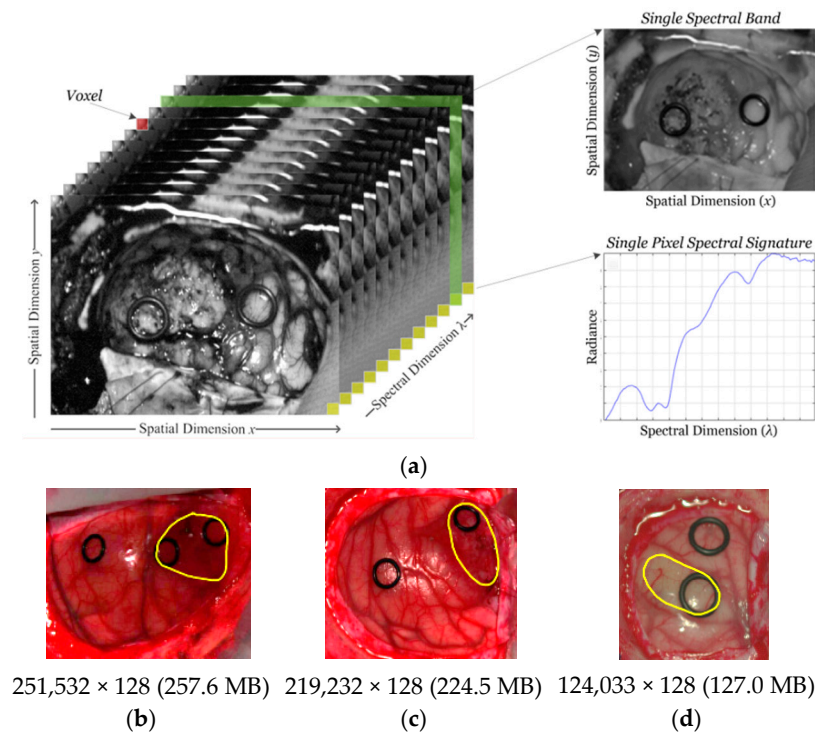 Single Spectral Band
Voxel
Spatial Dimension (y)
Spatial Dimension (x)
Spatial Dimension y
Spectral Dimension λ
Spatial Dimension x
Single Pixel Spectral Signature
Radiance
Spectral Dimension (λ)
(a)
251,532 × 128 (257.6 MB) 219,232 × 128 (224.5 MB) 124,033 × 128 (127.0 MB)
(b) (c) (d)